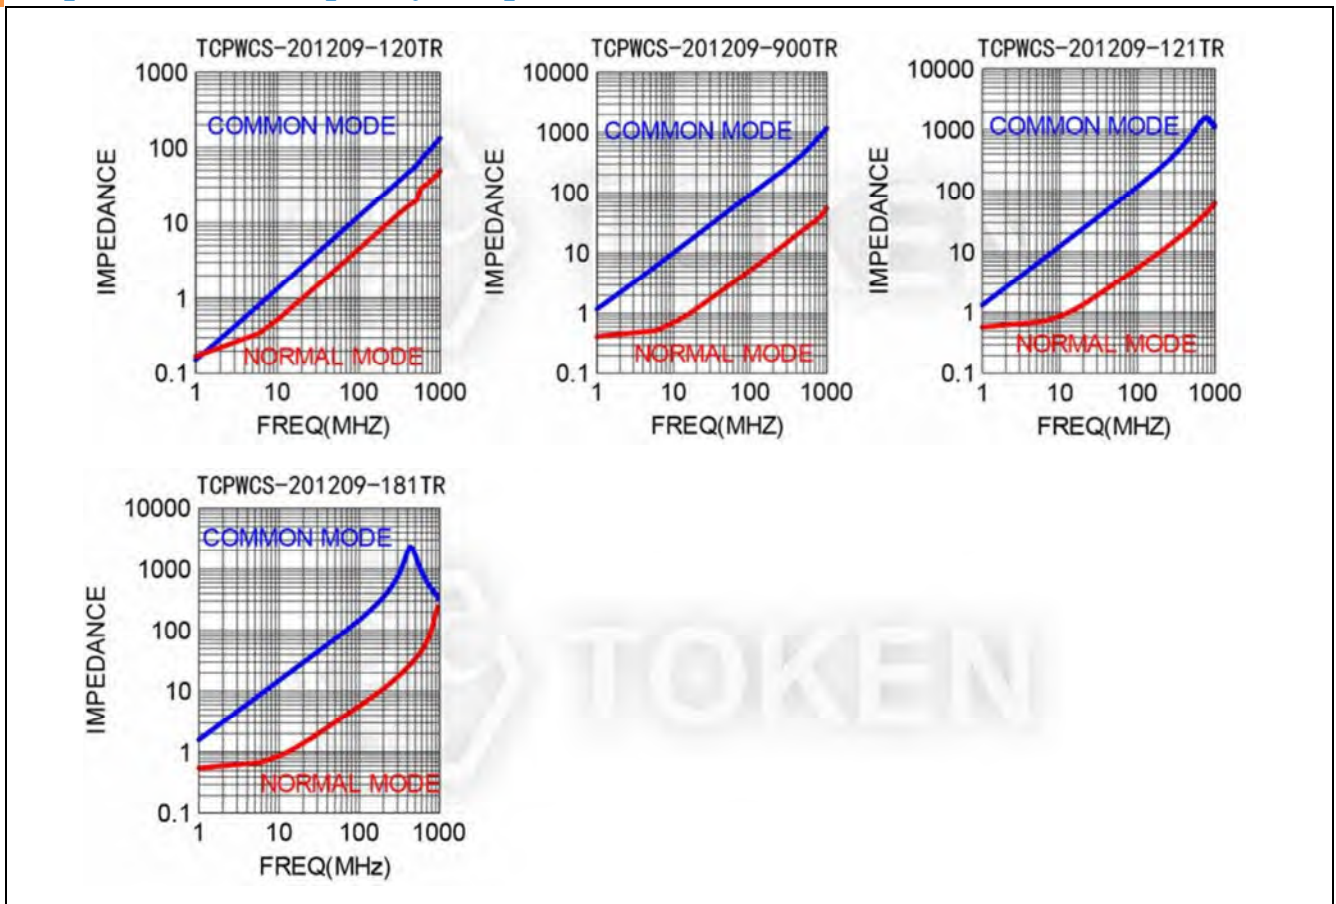 TCPWCS-201209-120TR
1000
100
10
1
0.1
IMPEDANCE
COMMON MODE
NORMAL MODE
1 10 100 1000
FREQ(MHZ)
TCPWCS-201209-900TR
10000
1000
100
10
1
0.1
IMPEDANCE
COMMON MODE
NORMAL MODE
1 10 100 1000
FREQ(MHZ)
TCPWCS-201209-121TR
10000
1000
100
10
1
0.1
IMPEDANCE
COMMON MODE
NORMAL MODE
1 10 100 1000
FREQ(MHZ)
TCPWCS-201209-181TR
10000
1000
100
10
1
0.1
IMPEDANCE
COMMON MODE
NORMAL MODE
1 10 100 1000
FREQ(MHz)
TOKEN